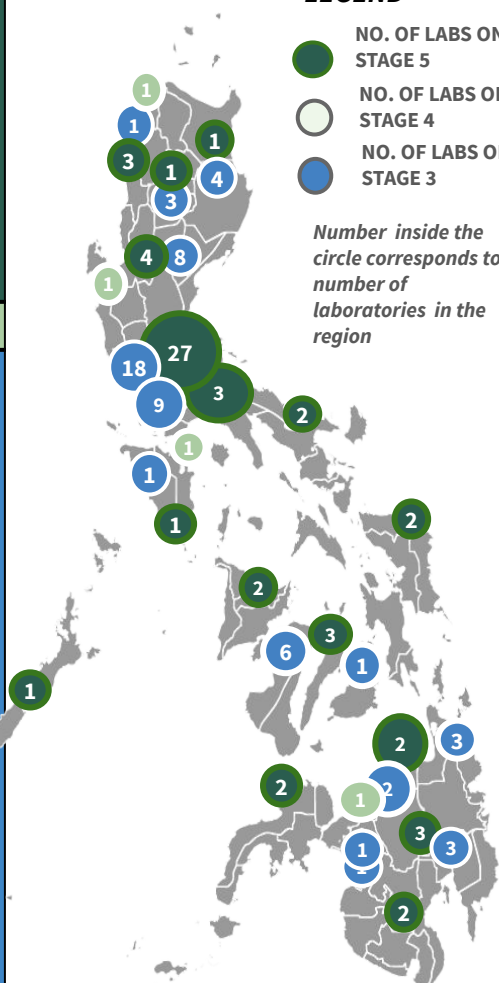 LEGEND
NO. OF LABS ON
STAGE 5
NO. OF LABS O
STAGE 4
NO. OF LABS O
STAGE 3
Number inside the
circle corresponds to
number of
laboratories in the
region
1
1
1
3
1
4
3
4
8
1
27
18
3
9
2
1
1
1
2
2
3
6
1
1
2
3
2
2
1
3
3
1
1
2